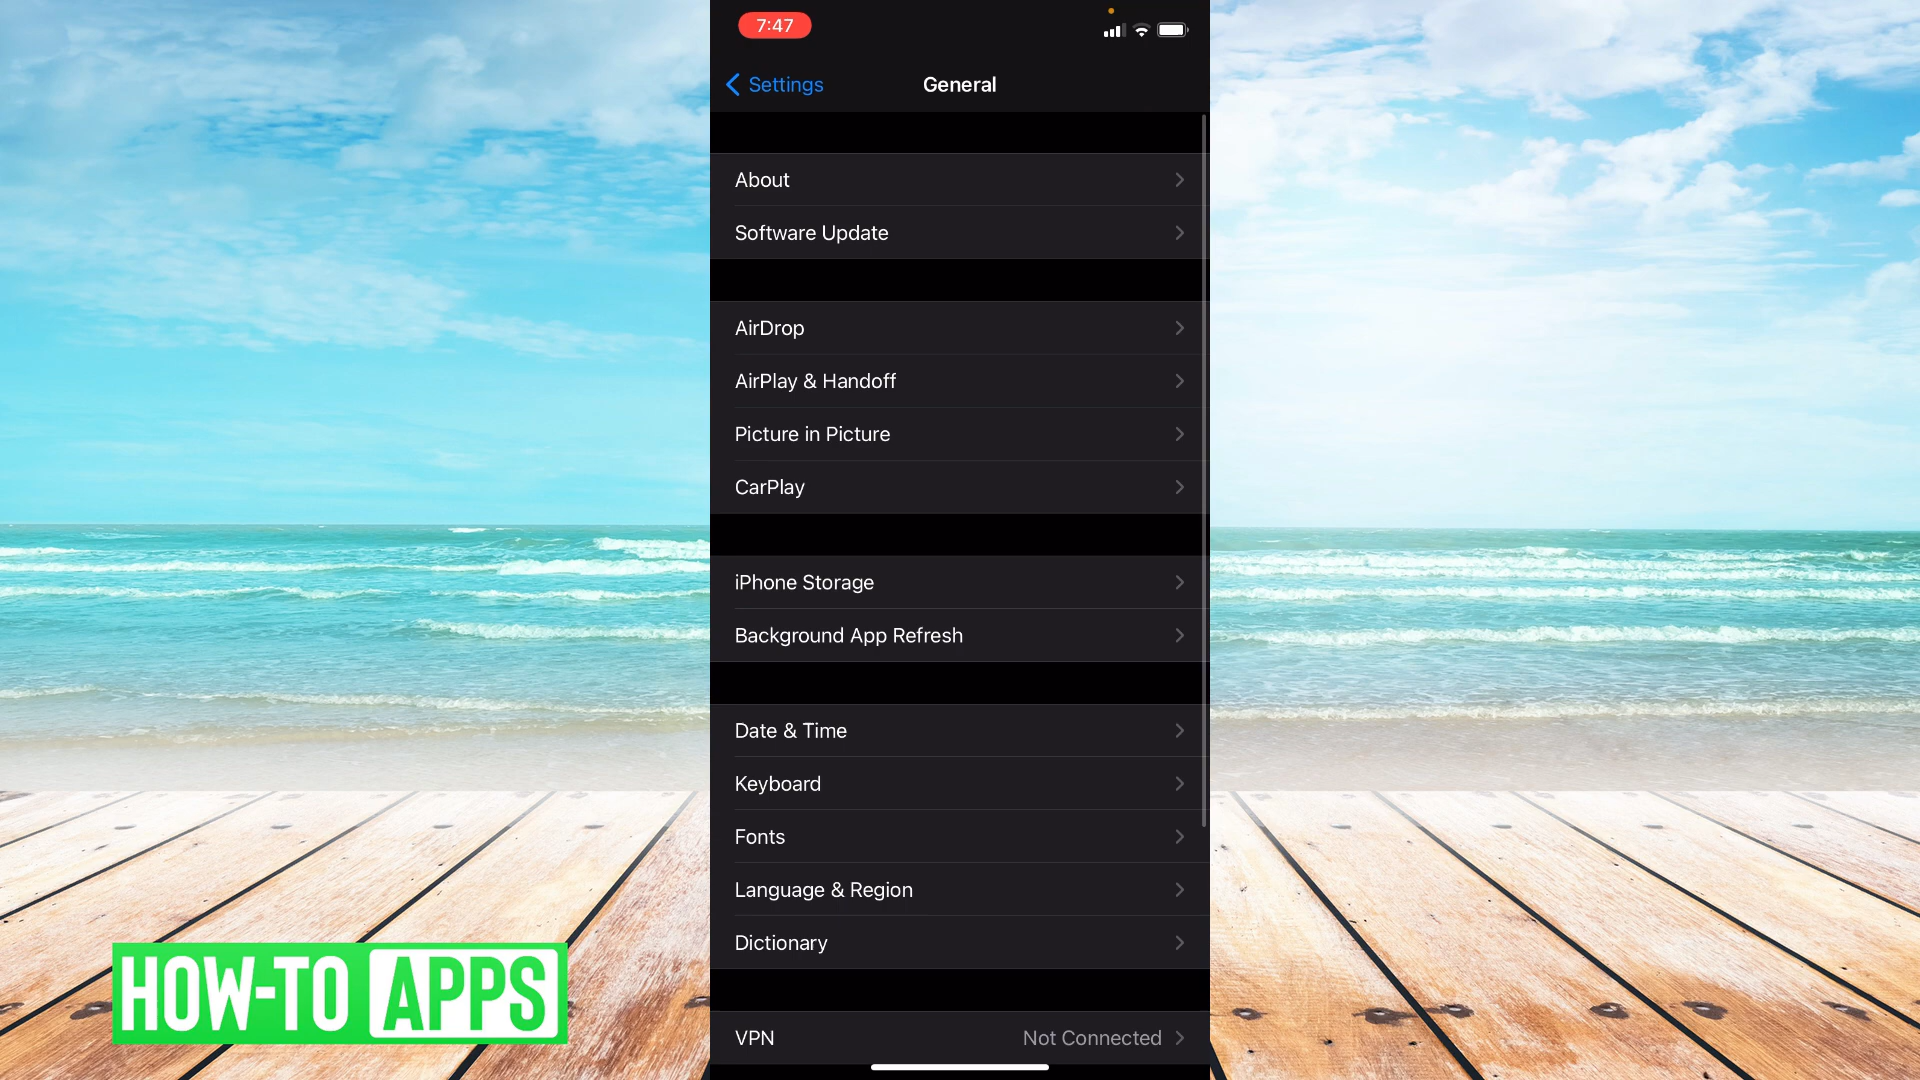 7:47
Settings
General
About
Software Update
AirDrop
AirPlay & Handoff
Picture in Picture
CarPlay
iPhone Storage
Background App Refresh
Date & Time
Keyboard
Fonts
Language & Region
Dictionary
VPN Not Connected
HOW-TO APPS